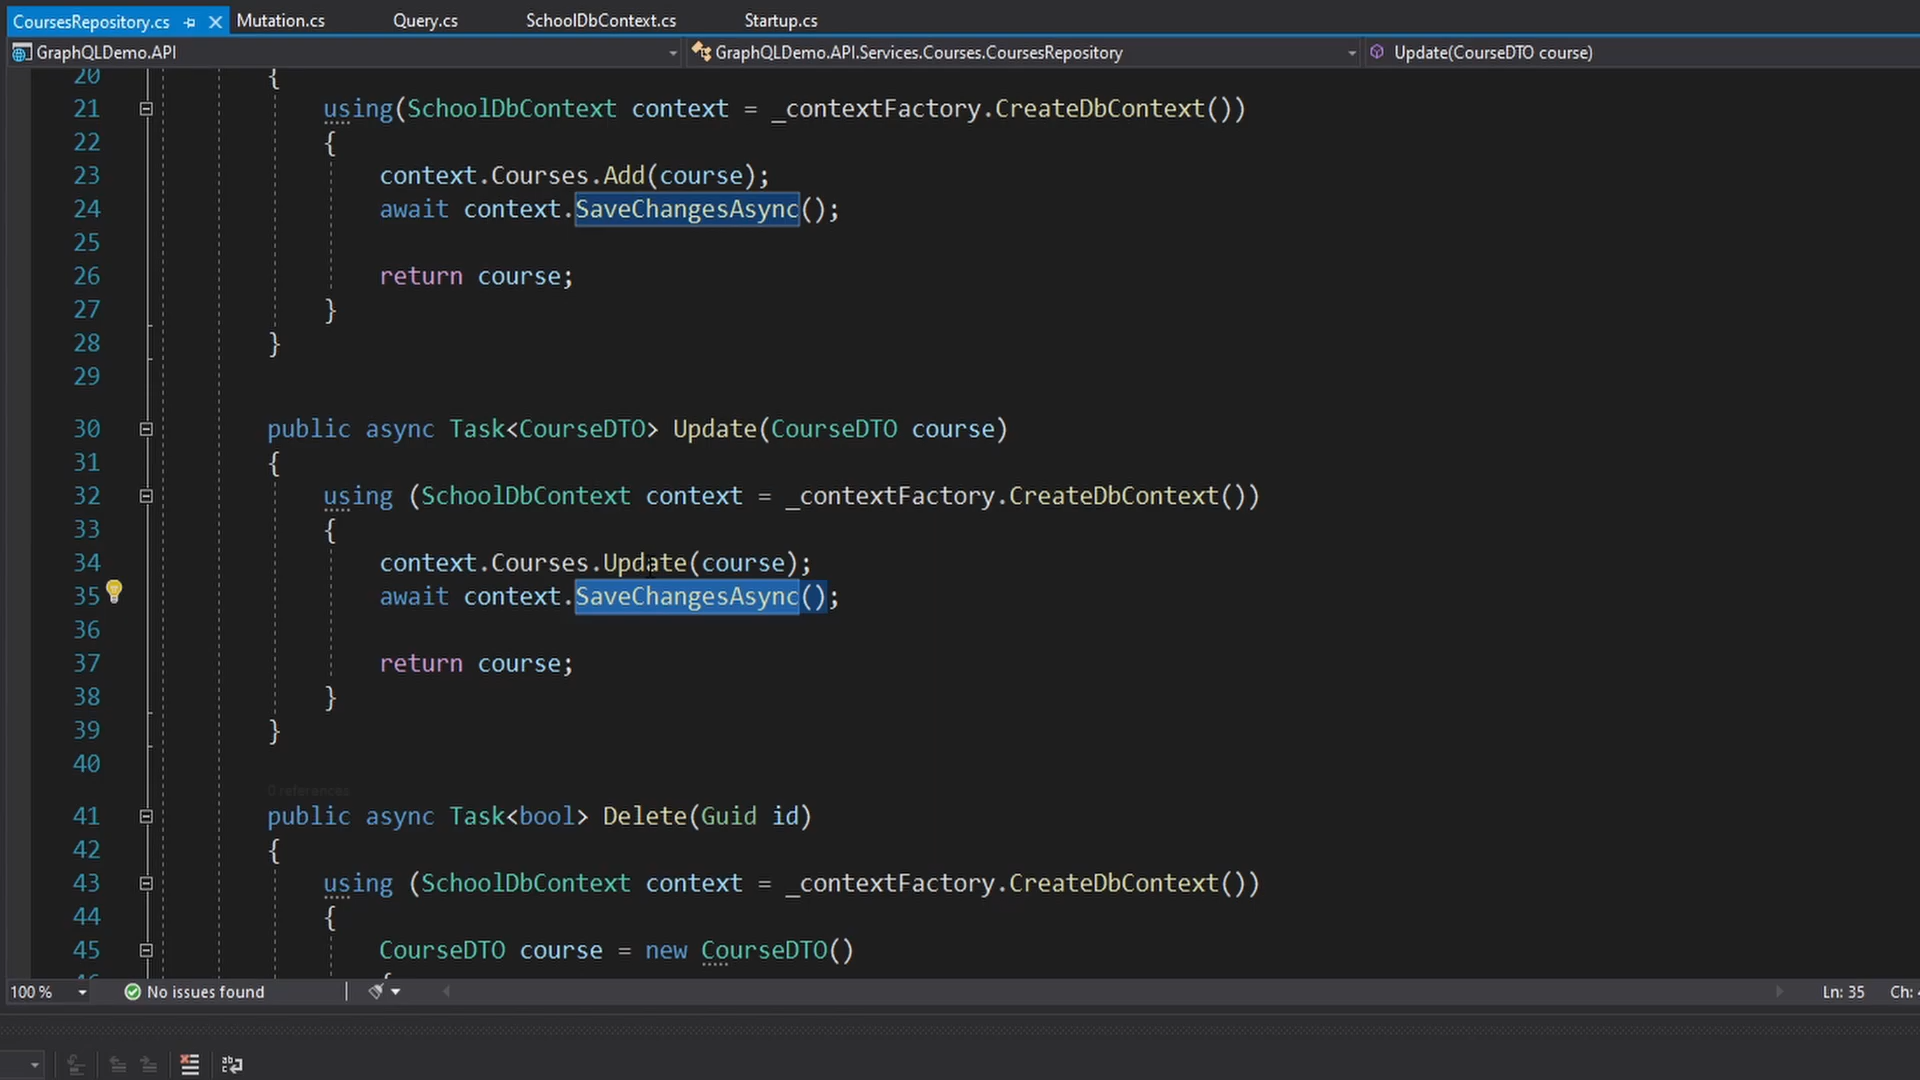 CoursesRepository.cs Mutation.cs Query.cs SchoolDbContext.cs Startup.cs
GraphQLDemo.API GraphQLDemo.API.Services.Courses.CoursesRepository Update(CourseDTO course)
20 {
21 using(SchoolDbContext context = _contextFactory.CreateDbContext())
22 {
23 context.Courses.Add(course);
24 await context.SaveChangesAsync();
25
26 return course;
27 }
28 }
29
30 public async Task<CourseDTO> Update(CourseDTO course)
31 {
32 using (SchoolDbContext context = _contextFactory.CreateDbContext())
33 {
34 context.Courses.Update(course);
35 await context.SaveChangesAsync();
36
37 return course;
38 }
39 }
40
0 references
41 public async Task<bool> Delete(Guid id)
42 {
43 using (SchoolDbContext context = _contextFactory.CreateDbContext())
44 {
45 CourseDTO course = new CourseDTO()
{
100 % No issues found Ln: 35 Ch: